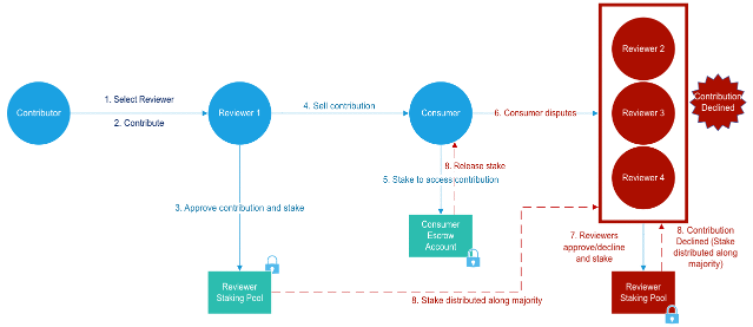 Reviewer 2
Contributor
1. Select Reviewer
2. Contribute
Reviewer 1
4. Sell contribution
Consumer
6. Consumer disputes
Reviewer 3
Contribution
Declined
Reviewer 4
8. Release stake
5. Stake to access contribution
3. Approve contribution and stake
Consumer
Escrow
Account
7. Reviewers
approve/decline
and stake
8. Contribution
Declined (Stake
distributed along
majority)
Reviewer
Staking Pool
8. Stake distributed along majority
Reviewer
Staking Pool